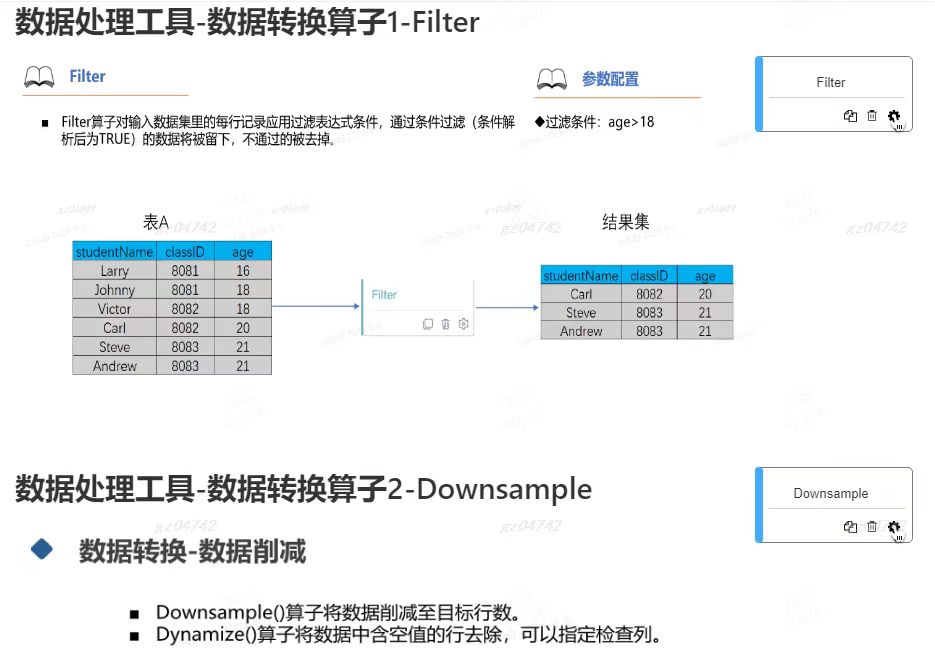 数据处理工具-数据转换算子1-Filter
Filter
参数配置
Filter
■ Filter算子对输入数据集里的每行记录应用过滤表达式条件，通过条件过滤（条件解
析后为TRUE）的数据将被留下，不通过的被去掉。
◆过滤条件：age>18
表A
结果集
gz04742
gz04742
gz04742
studentName classID age
Larry 8081 16
Johnny 8081 18
Victor 8082 18
Carl 8082 20
Steve 8083 21
Andrew 8083 21
Filter
studentName classID age
Carl 8082 20
Steve 8083 21
Andrew 8083 21
数据处理工具-数据转换算子2-Downsample
Downsample
gz04742
gz04742
gz04742
◆ 数据转换-数据削减
■ Downsample()算子将数据削减至目标行数。
■ Dynamize()算子将数据中含空值的行去除，可以指定检查列。